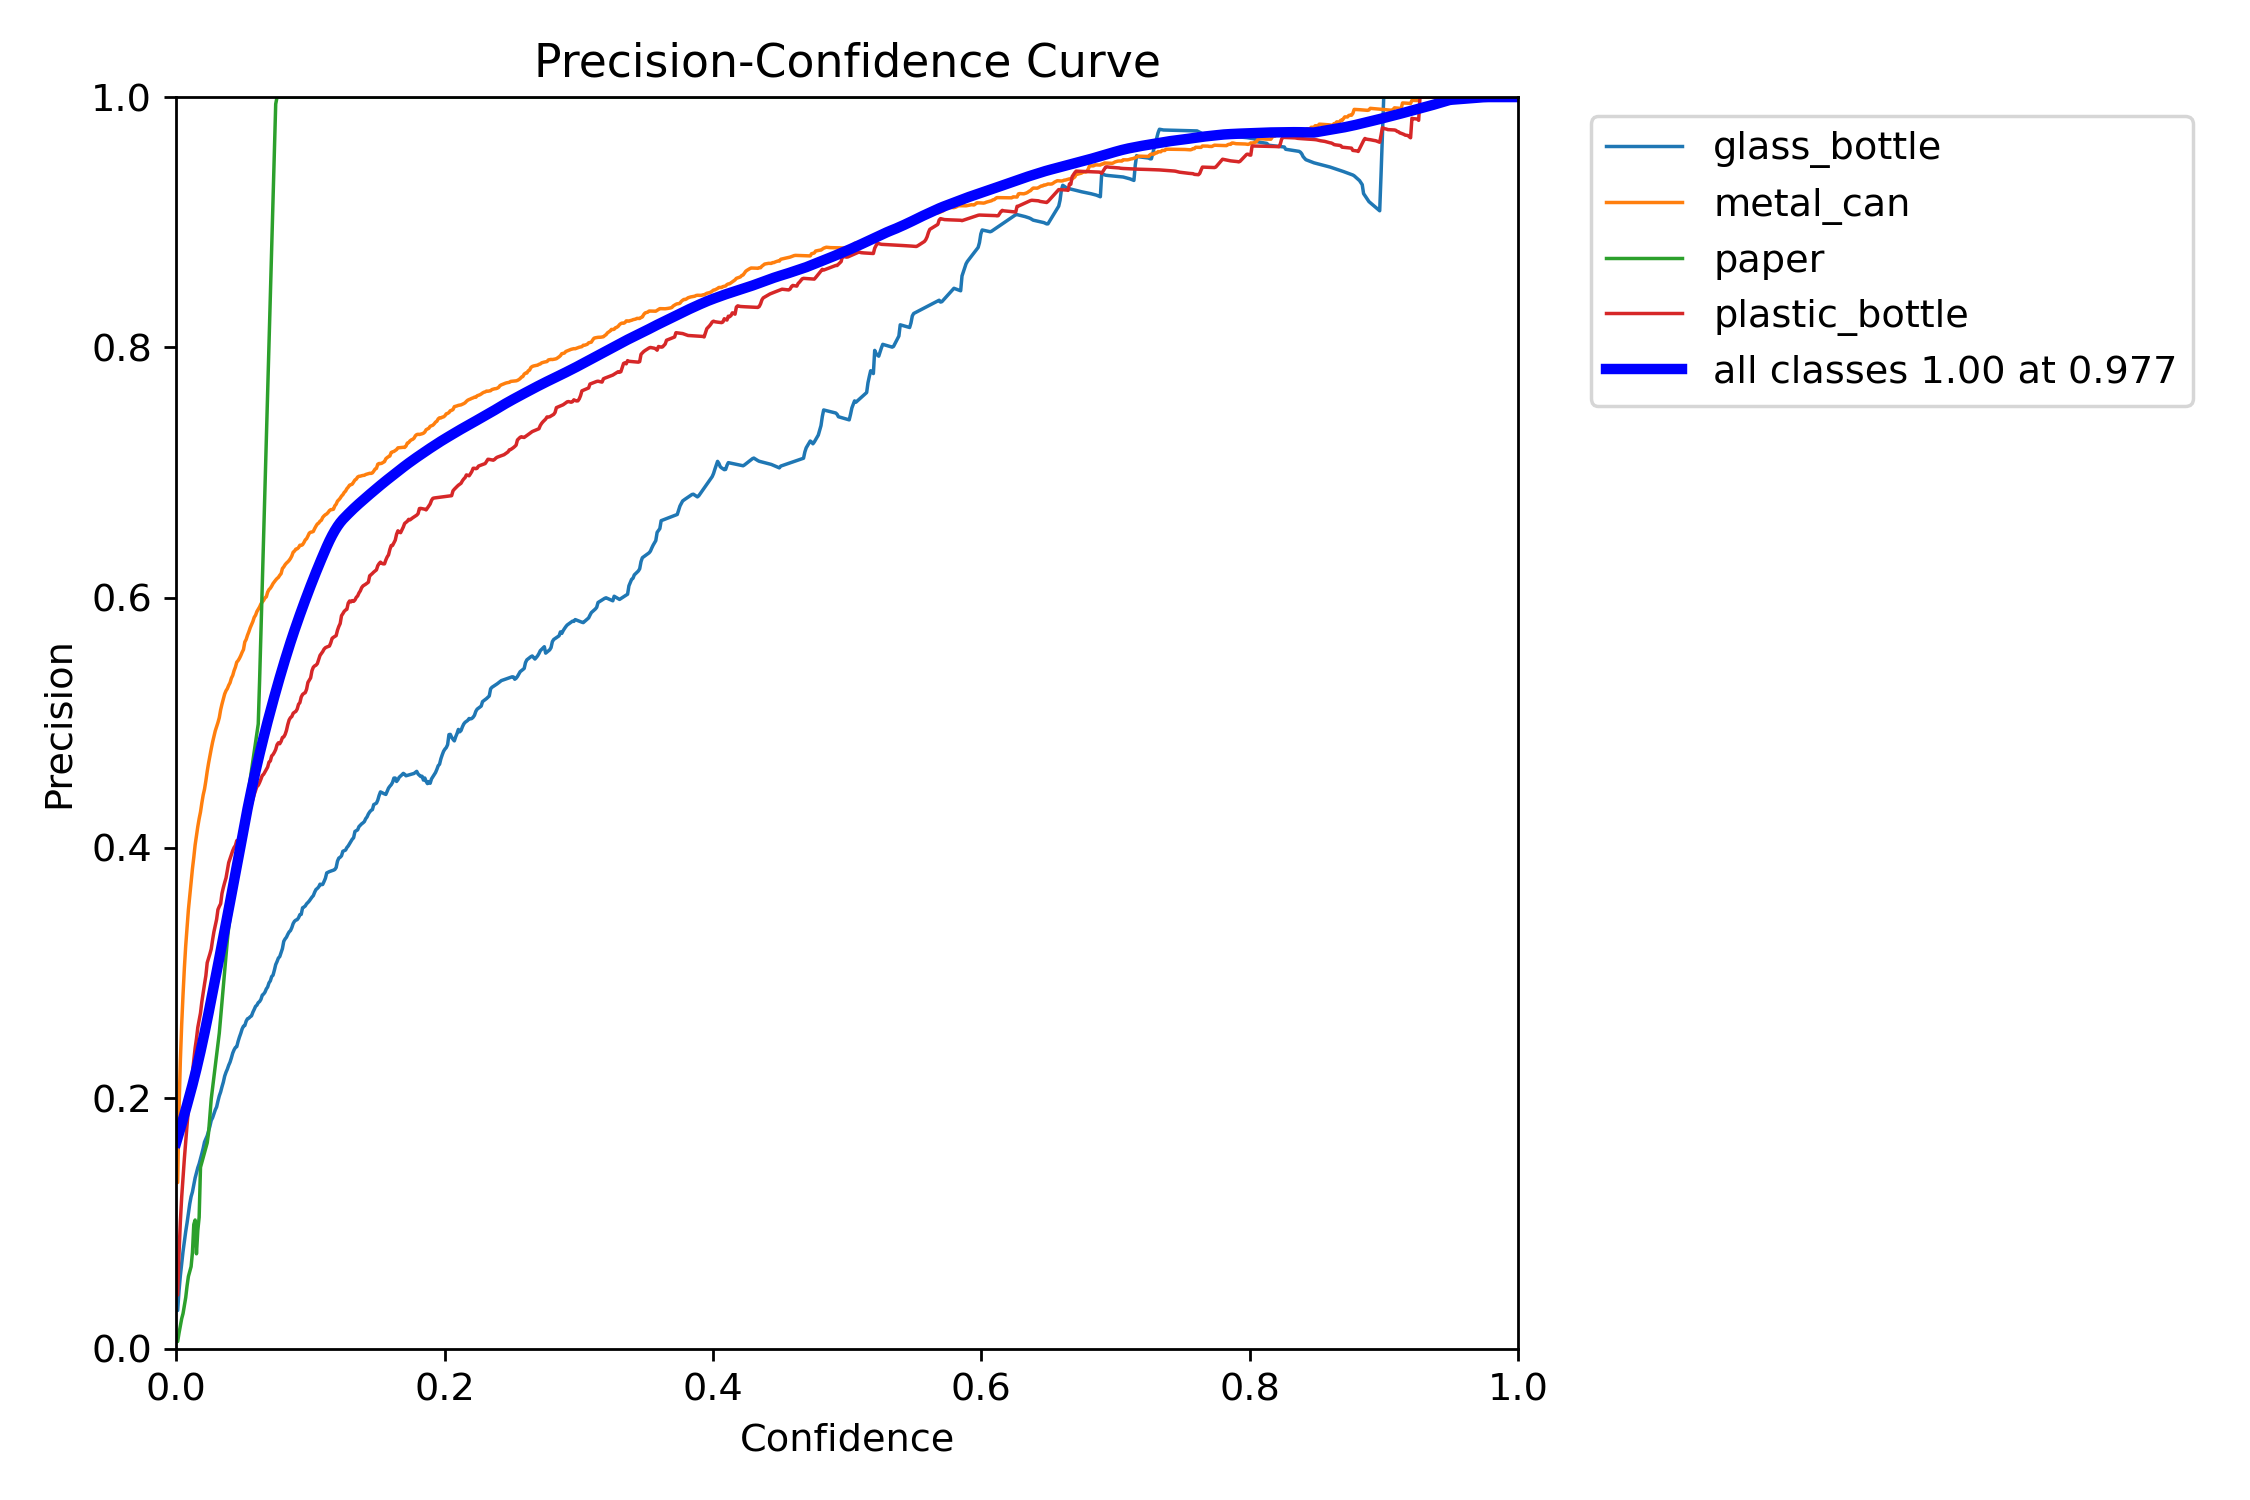 Precision-Confidence Curve
1.0
0.8
0.6
0.4
0.2
0.0
Precision
0.0 0.2 0.4 0.6 0.8 1.0
Confidence
glass_bottle
metal_can
paper
plastic_bottle
all classes 1.00 at 0.977